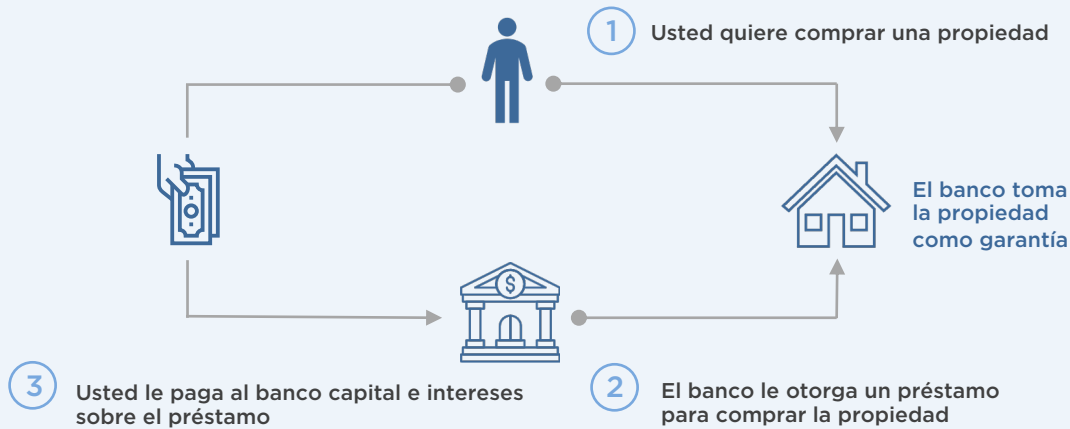 1 Usted quiere comprar una propiedad
El banco toma
la propiedad
como garantía
$
3 Usted le paga al banco capital e intereses
sobre el préstamo
2 El banco le otorga un préstamo
para comprar la propiedad